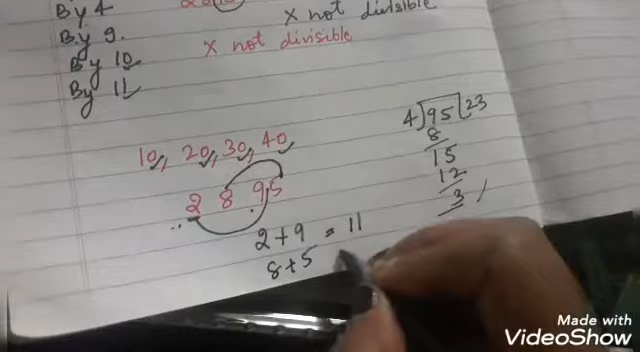 By 4
x not divisible
By 9.
x not divisible
By 10
By 11
4)95(23
8
15
12
3
10, 20, 30, 40
2 8 9 5
2+9 = 11
8+5
Made with
VideoShow